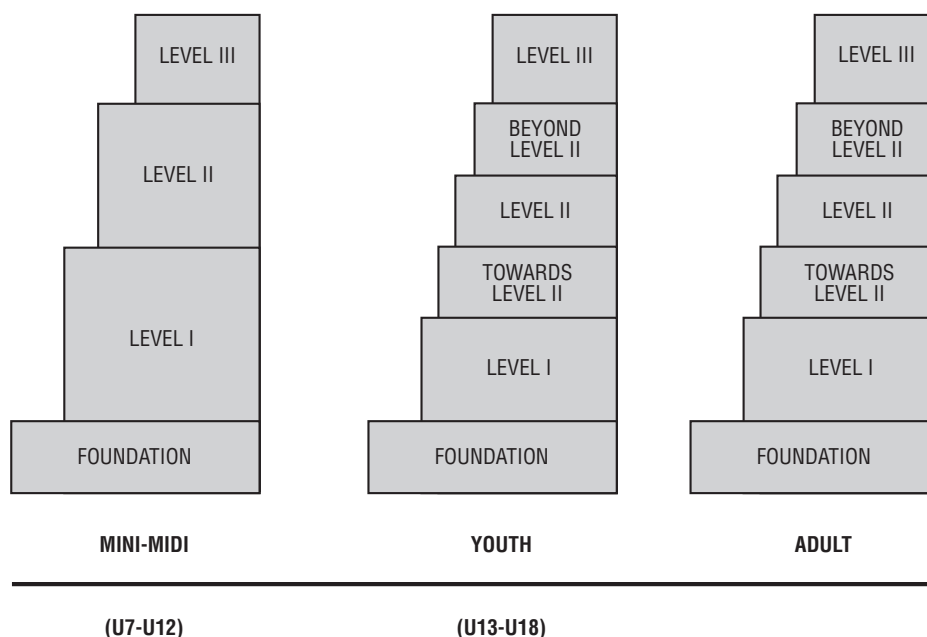 LEVEL III
LEVEL II
LEVEL I
FOUNDATION
MINI-MIDI
(U7-U12)
LEVEL III
BEYOND
LEVEL II
LEVEL II
TOWARDS
LEVEL II
LEVEL I
FOUNDATION
YOUTH
(U13-U18)
LEVEL III
BEYOND
LEVEL II
LEVEL II
TOWARDS
LEVEL II
LEVEL I
FOUNDATION
ADULT